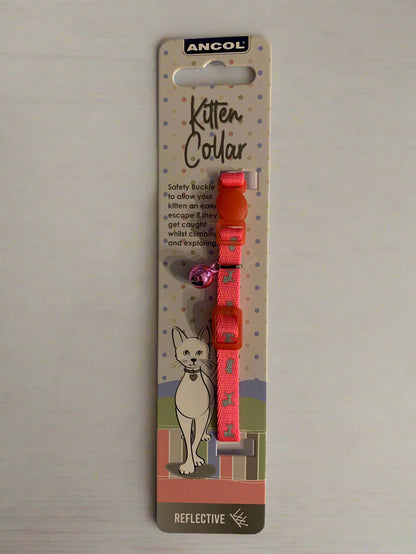 ANCOL®
Kitten
Collar
Safety Buckle
to allow your
kitten an easy
escape if they
get caught
whilst climbing
and exploring.
REFLECTIVE